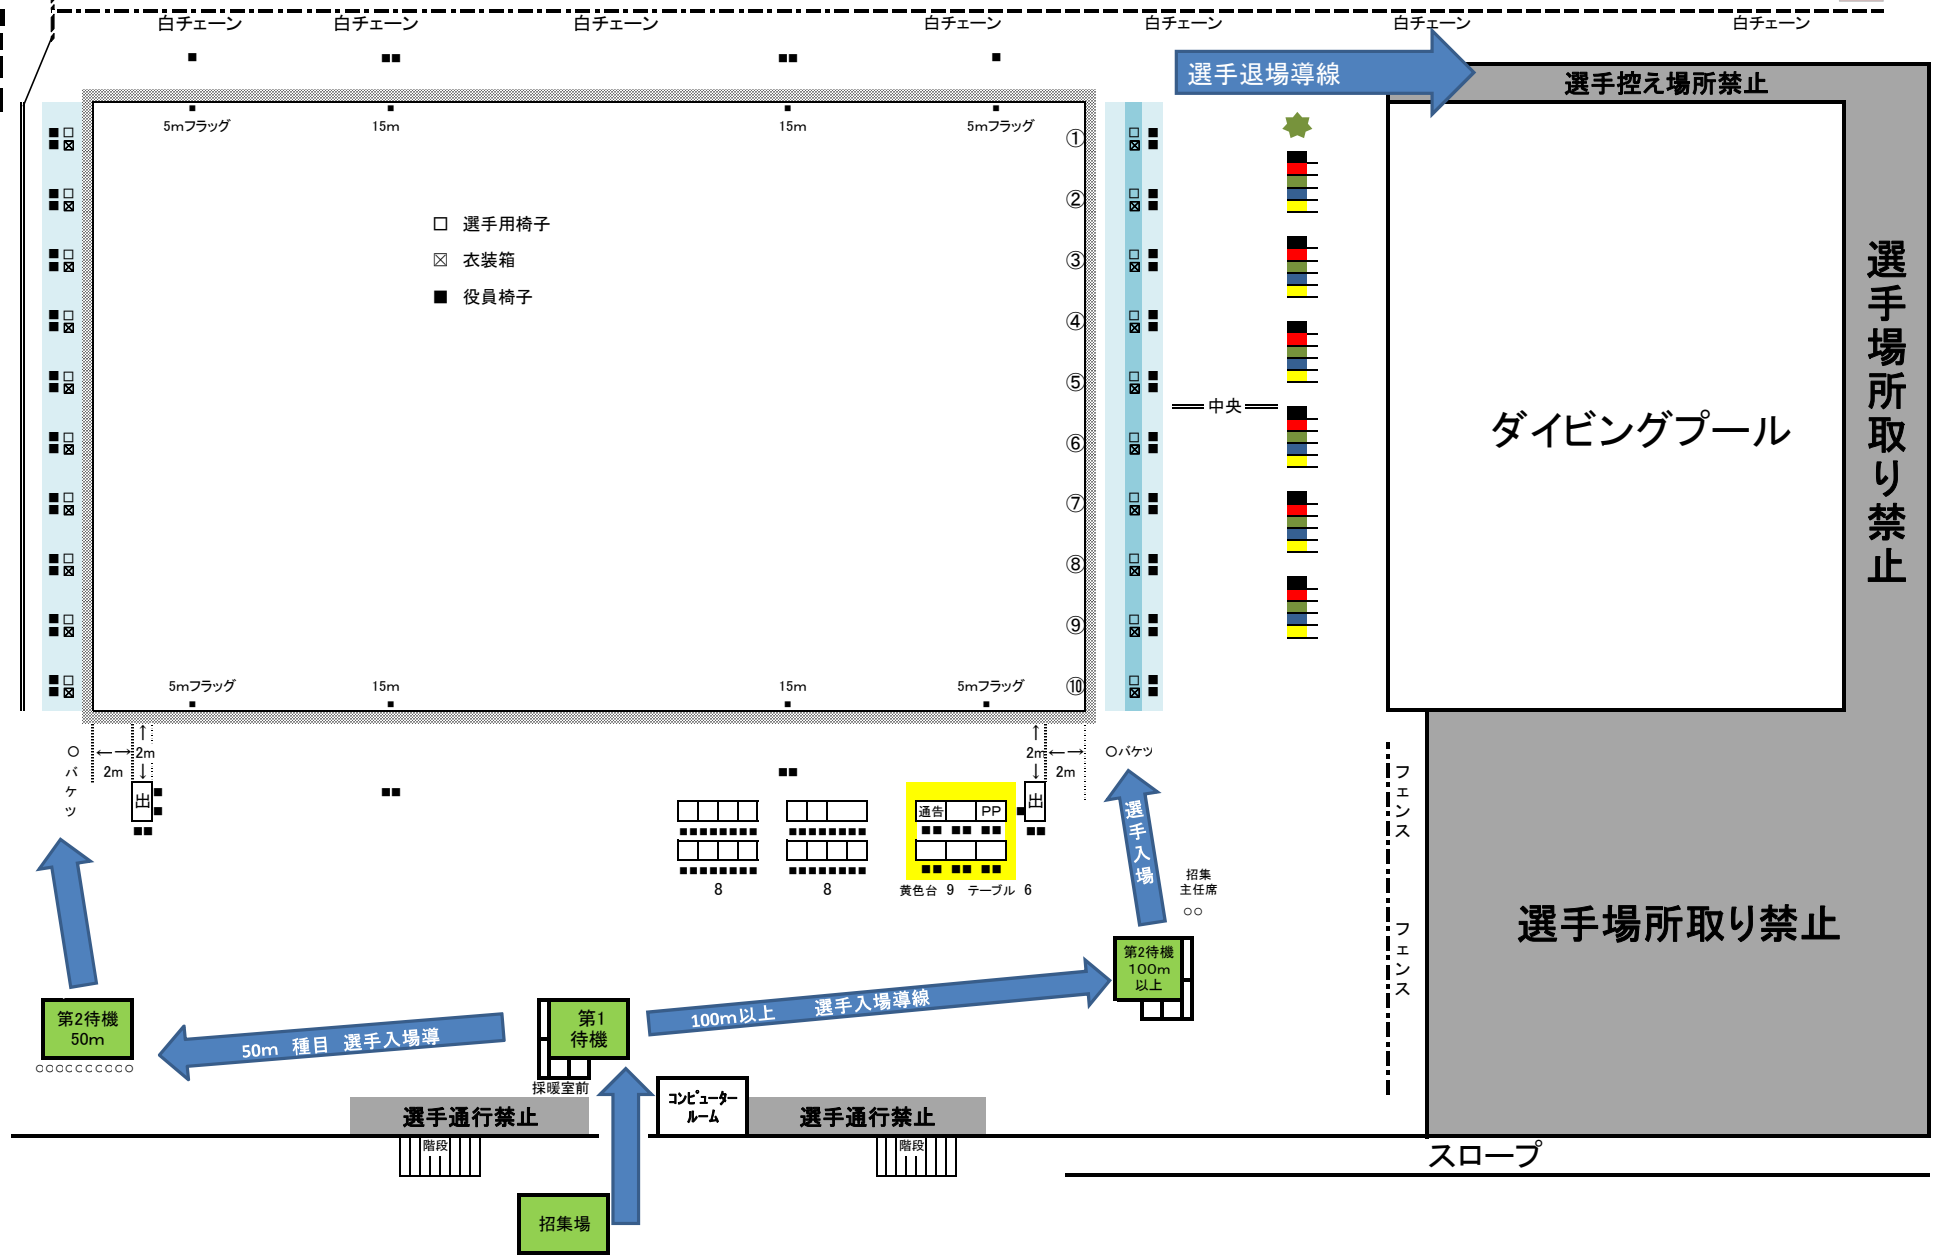 白チェーン 白チェーン 白チェーン 白チェーン 白チェーン 白チェーン 白チェーン
選手退場導線
選手控え場所禁止
5mフラッグ 15m 15m 5mフラッグ
①
②
③
④
⑤
⑥
⑦
⑧
⑨
⑩
□ 選手用椅子
☒ 衣装箱
■ 役員椅子
中央
ダイビングプール
選手場所取り禁止
5mフラッグ 15m 15m 5mフラッグ
○バケツ
←→
2m
↑
2m
↓
出
↑
2m
↓
←→
2m
出
○バケツ
選手入場
通告 PP
8 8 黄色台 9 テーブル 6
招集
主任席
○○
フェンス
フェンス
選手場所取り禁止
第2待機
100m
以上
第2待機
50m
○○○○○○○○○○
50m 種目 選手入場導
第1
待機
採暖室前
100m以上 選手入場導線
コンピューター
ルーム
選手通行禁止 選手通行禁止
階段 階段
スロープ
招集場